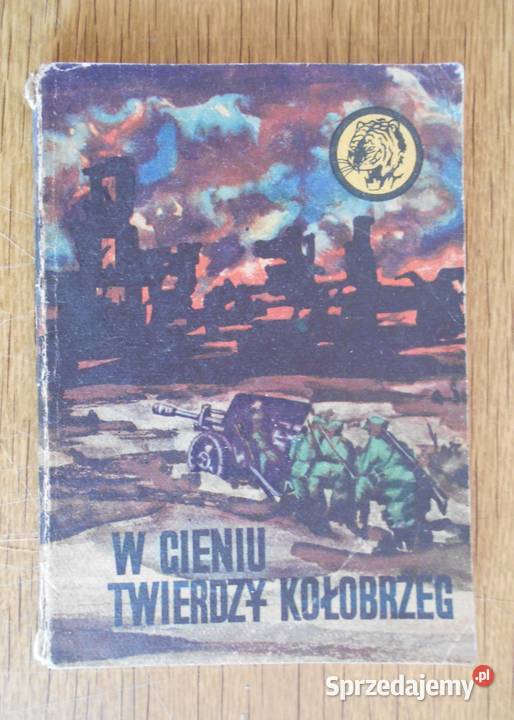 W CIENIU
TWIERDZY KOŁOBRZEG
Sprzedajemy.pl